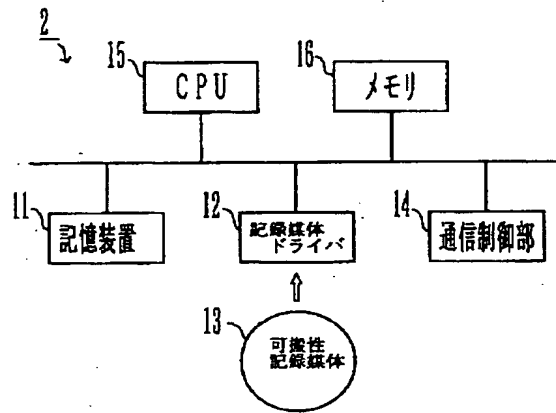 2
15
CPU
16
メモリ
11
記憶装置
12
記録媒体
ドライバ
14
通信制御部
13
可搬性
記録媒体